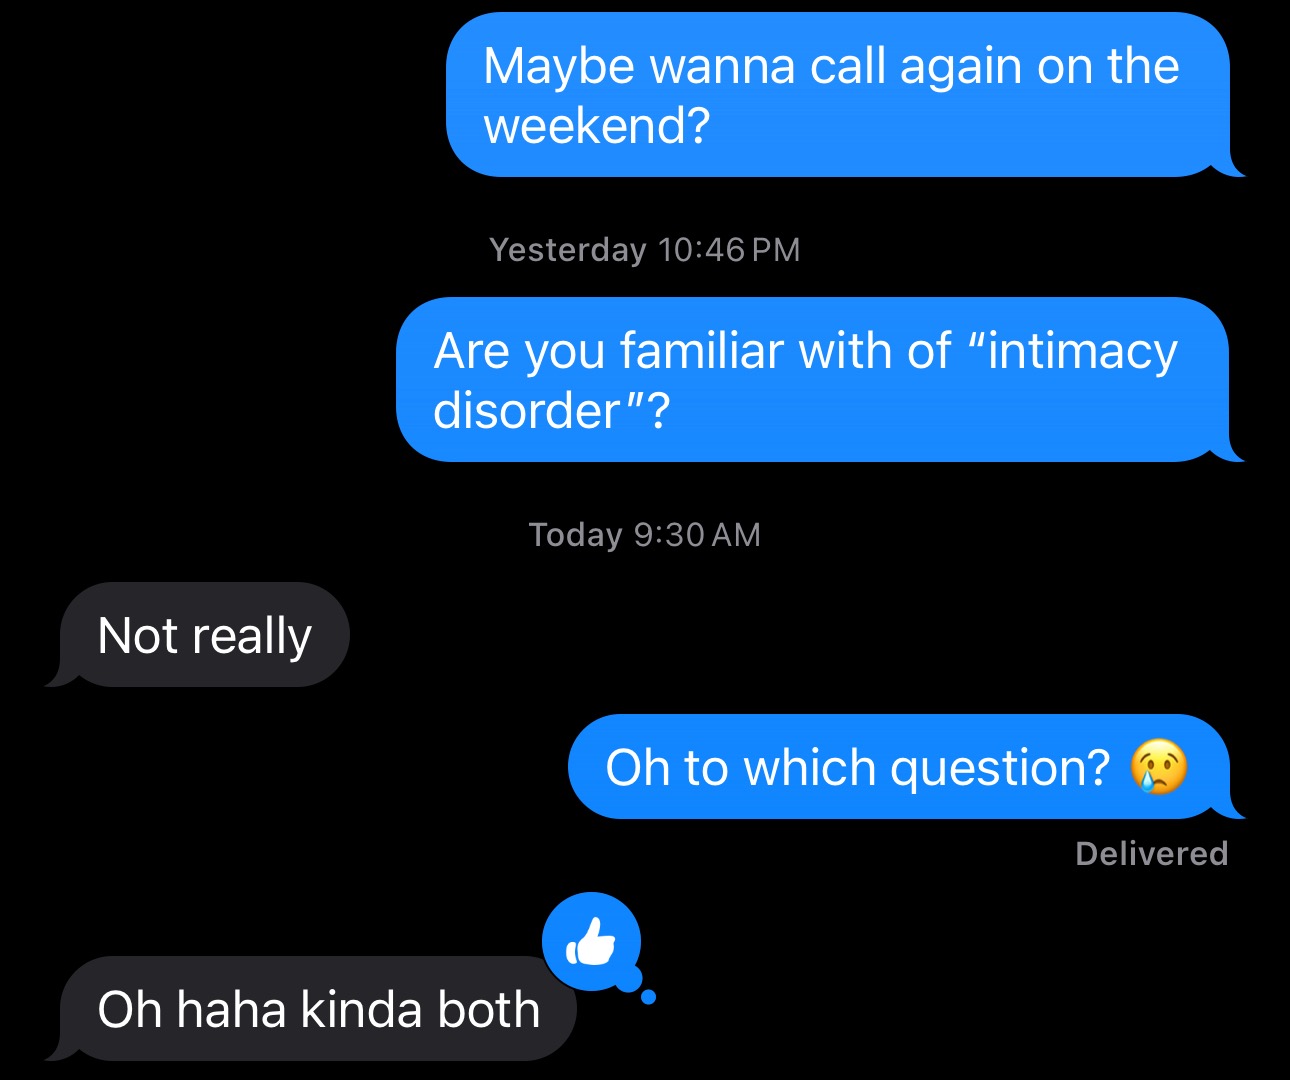 Maybe wanna call again on the
weekend?
Yesterday 10:46 PM
Are you familiar with of “intimacy
disorder”?
Today 9:30 AM
Not really
Oh to which question? 😢
Delivered
Oh haha kinda both